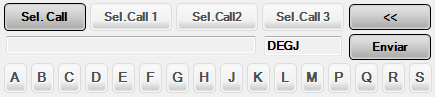 Sel. Call Sel. Call 1 Sel. Call2 Sel. Call 3 <<
DEGJ Enviar
A B C D E F G H J K L M P Q R S